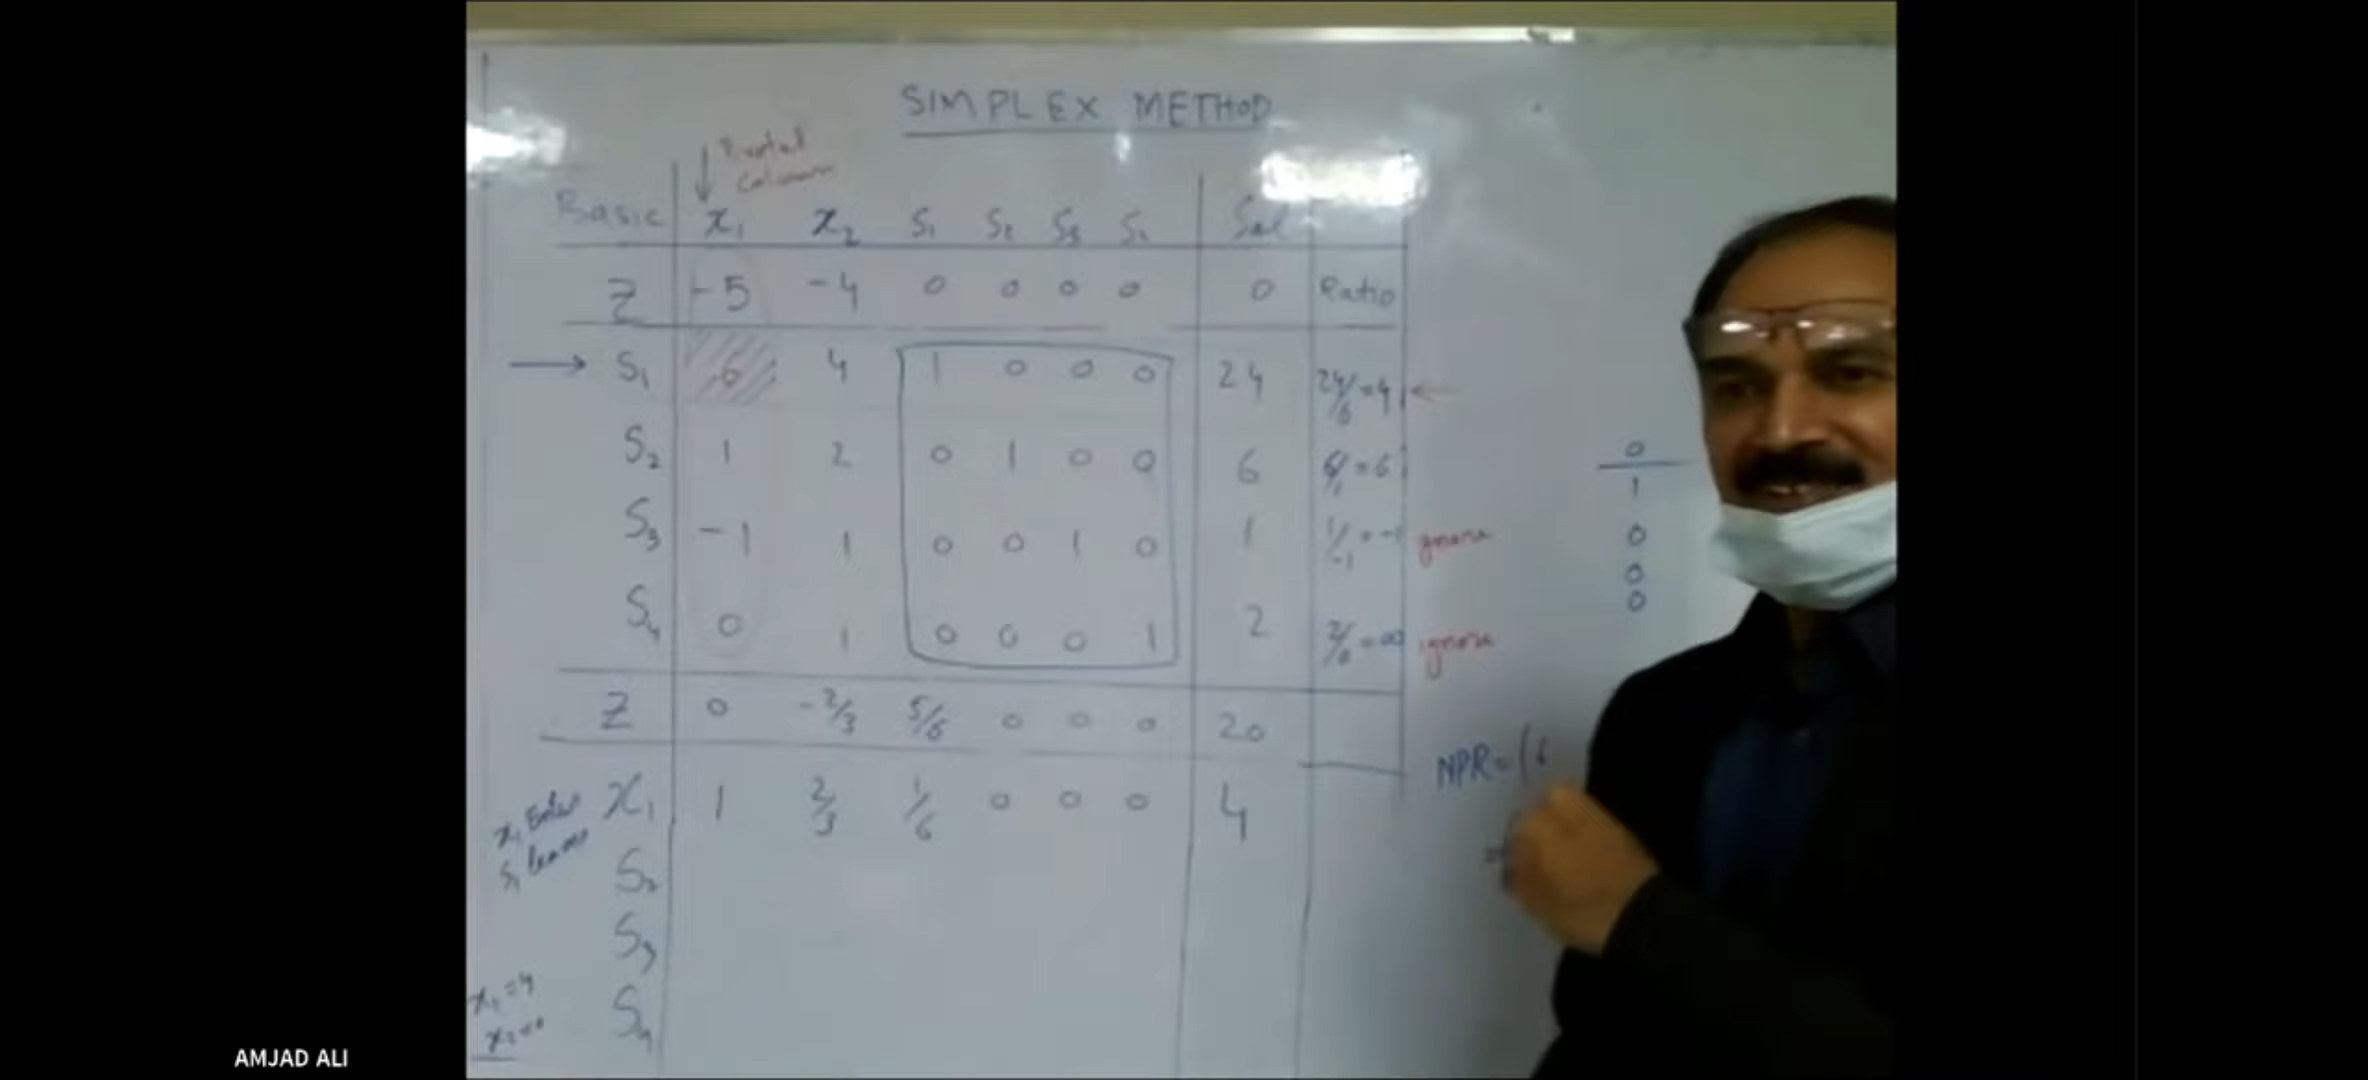 SIMPLEX METHOD
Pivotal
Column
Basic x₁ x₂ S₁ S₂ S₃ S₄ Sol
Z -5 -4 0 0 0 0 0 Ratio
S₁ 6 4 1 0 0 0 24 24/6=4
S₂ 1 2 0 1 0 0 6 6/1=6
S₃ -1 1 0 0 1 0 1 1/-1=-1 ignore
S₄ 0 1 0 0 0 1 2 2/0=∞ ignore
Z 0 -2/3 5/6 0 0 0 20
x₁ 1 2/3 1/6 0 0 0 4
S₂
S₃
S₄
x₁ Enter
S₁ leaves
x₁=4
x₂=0
0
1
0
0
0
NPR=(6
=
AMJAD ALI